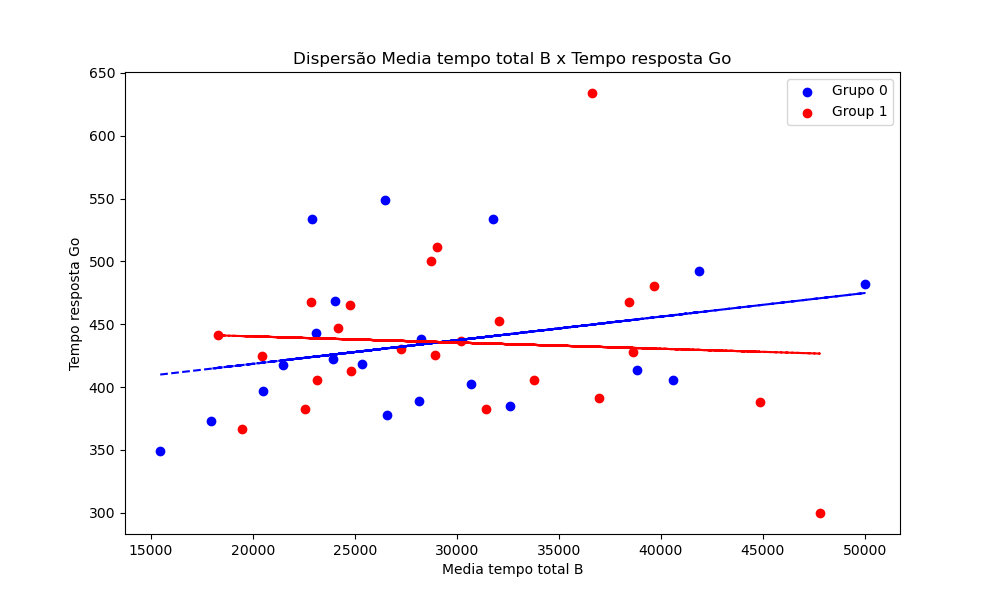 Dispersão Media tempo total B x Tempo resposta Go
Grupo 0
Group 1
Tempo resposta Go
650
600
550
500
450
400
350
300
15000 20000 25000 30000 35000 40000 45000 50000
Media tempo total B